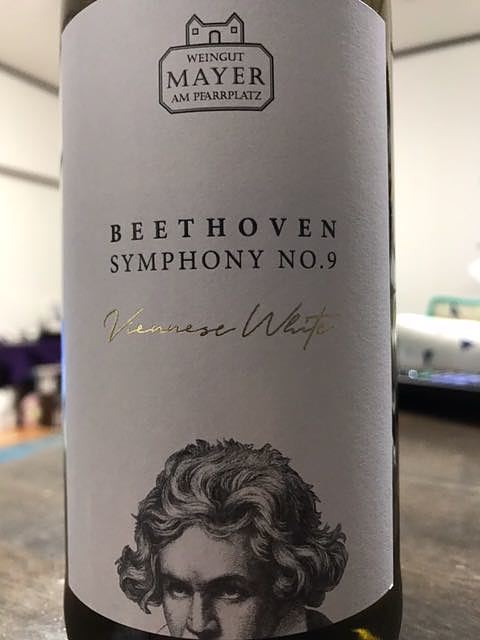 WEINGUT
MAYER
AM PFARRPLATZ
BEETHOVEN
SYMPHONY NO.9
Viennese White